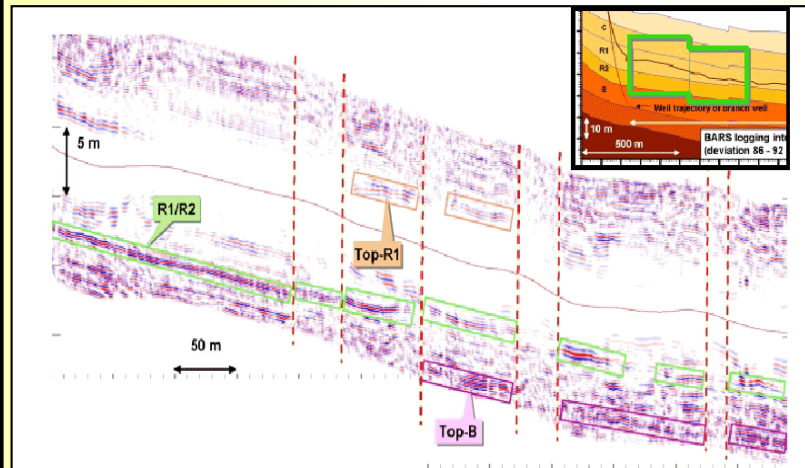 C
R1
R2
B
Well trajectory of branch well
10 m
500 m
BARS logging inte
(deviation 86 - 92
5 m
R1/R2
Top-R1
50 m
Top-B